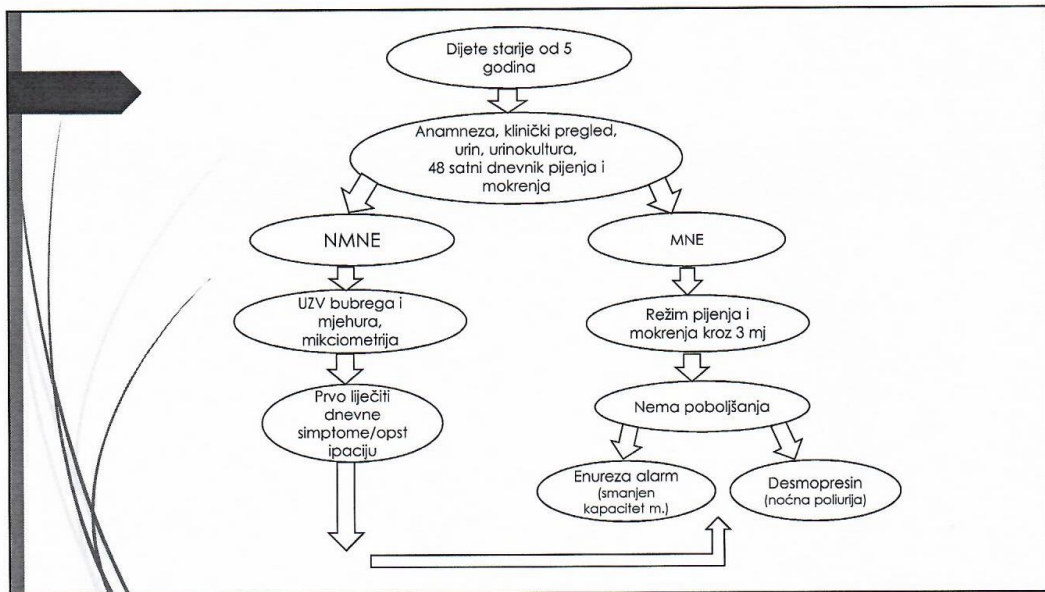 Dijete starije od 5
godina
Anamneza, klinički pregled,
urin, urinokultura,
48 satni dnevnik pijenja i
mokrenja
NMNE
MNE
UZV bubrega i
mjehura,
mikciometrija
Režim pijenja i
mokrenja kroz 3 mj
Prvo liječiti
dnevne
simptome/opst
ipaciju
Nema poboljšanja
Enureza alarm
(smanjen
kapacitet m.)
Desmopresin
(noćna poliurija)